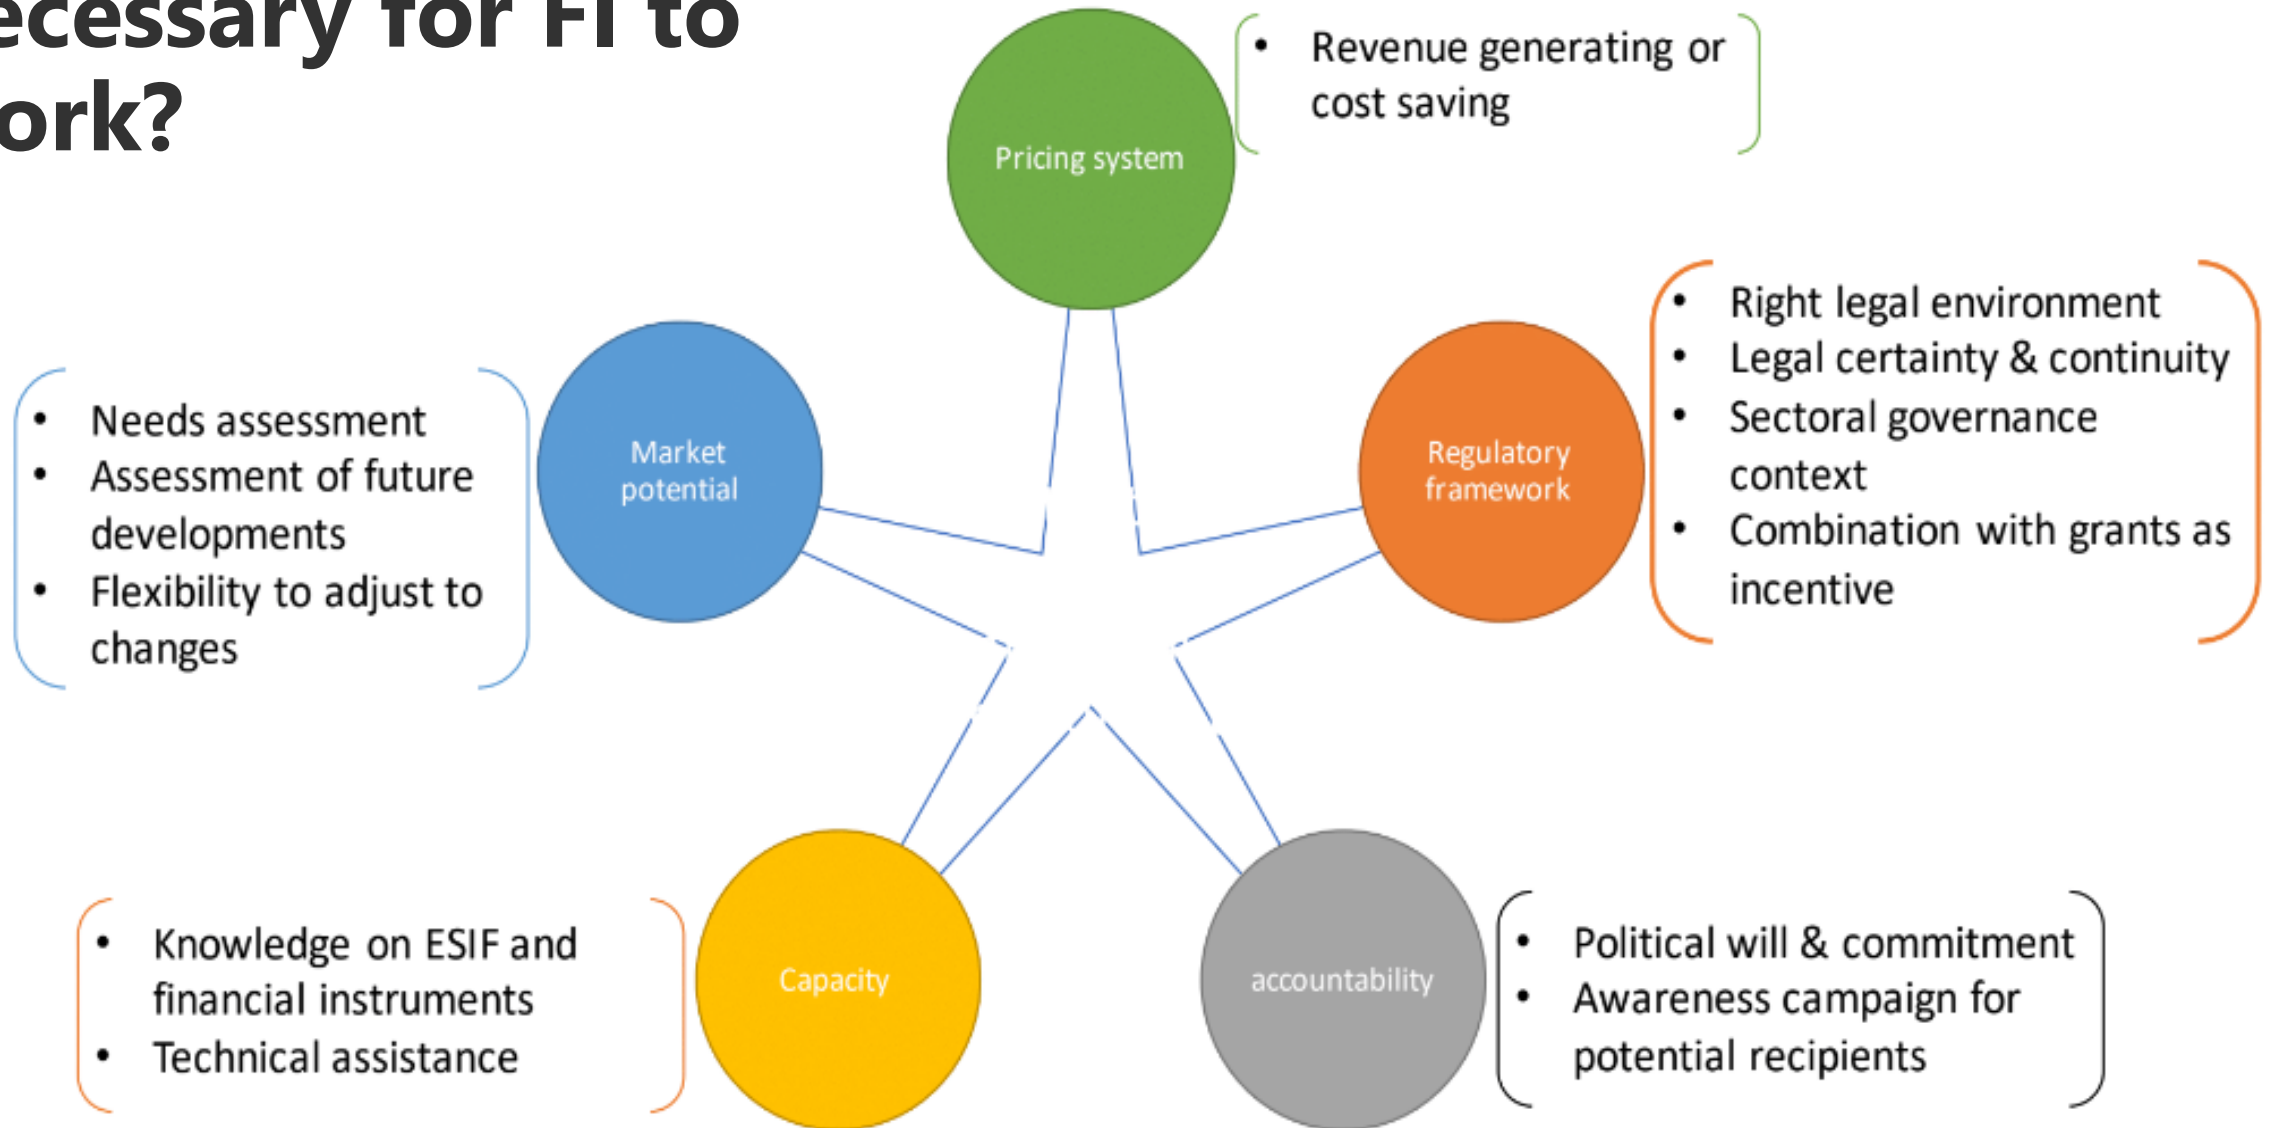 ecessary for FI to
ork?
Pricing system
• Revenue generating or
cost saving
Market
potential
• Needs assessment
• Assessment of future
developments
• Flexibility to adjust to
changes
Regulatory
framework
• Right legal environment
• Legal certainty & continuity
• Sectoral governance
context
• Combination with grants as
incentive
Capacity
• Knowledge on ESIF and
financial instruments
• Technical assistance
accountability
• Political will & commitment
• Awareness campaign for
potential recipients